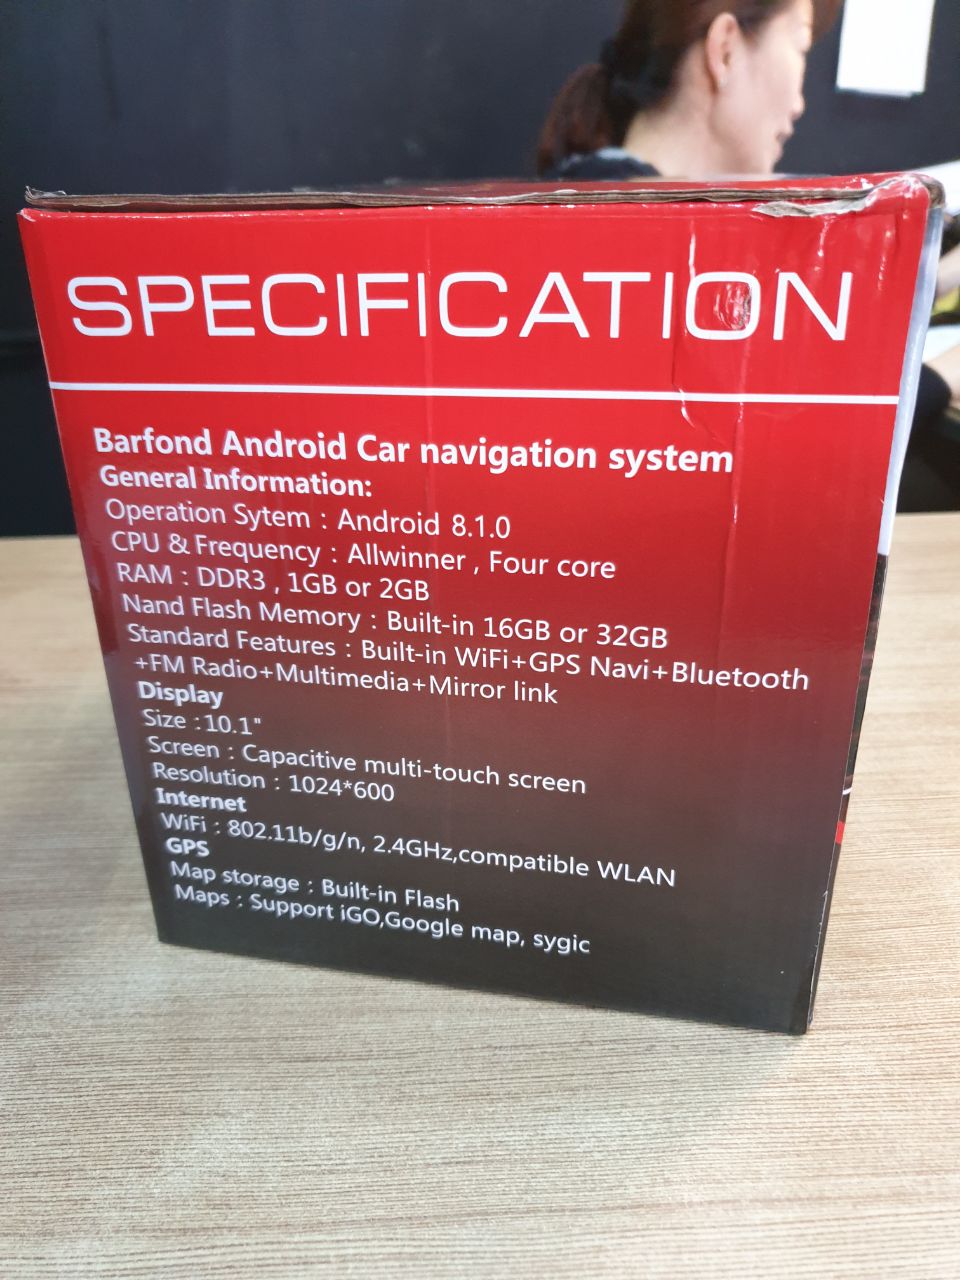 SPECIFICATION
Barfond Android Car navigation system
General Information:
Operation Sytem : Android 8.1.0
CPU & Frequency : Allwinner , Four core
RAM : DDR3 , 1GB or 2GB
Nand Flash Memory : Built-in 16GB or 32GB
Standard Features : Built-in WiFi+GPS Navi+Bluetooth
+FM Radio+Multimedia+Mirror link
Display
Size :10.1"
Screen : Capacitive multi-touch screen
Resolution : 1024*600
Internet
WiFi : 802.11b/g/n, 2.4GHz,compatible WLAN
GPS
Map storage : Built-in Flash
Maps : Support iGO,Google map, sygic